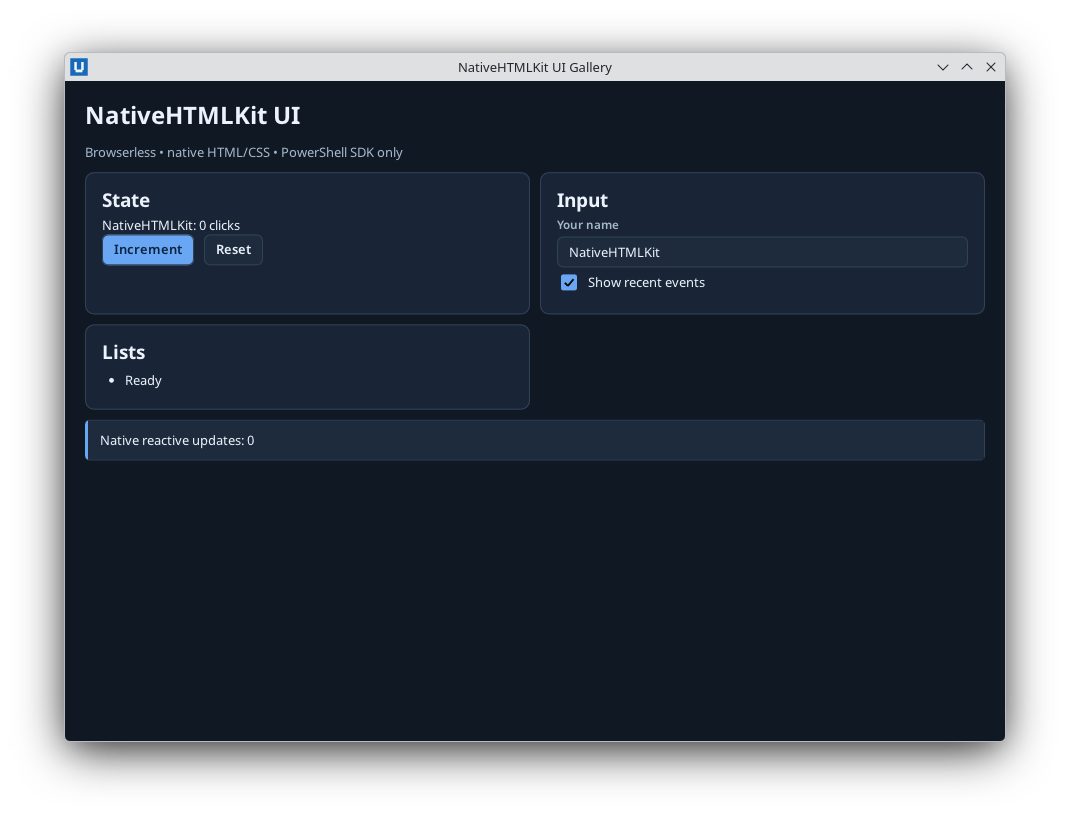 NativeHTMLKit UI Gallery
NativeHTMLKit UI
Browserless • native HTML/CSS • PowerShell SDK only
State
NativeHTMLKit: 0 clicks
Increment Reset
Input
Your name
NativeHTMLKit
Show recent events
Lists
• Ready
Native reactive updates: 0